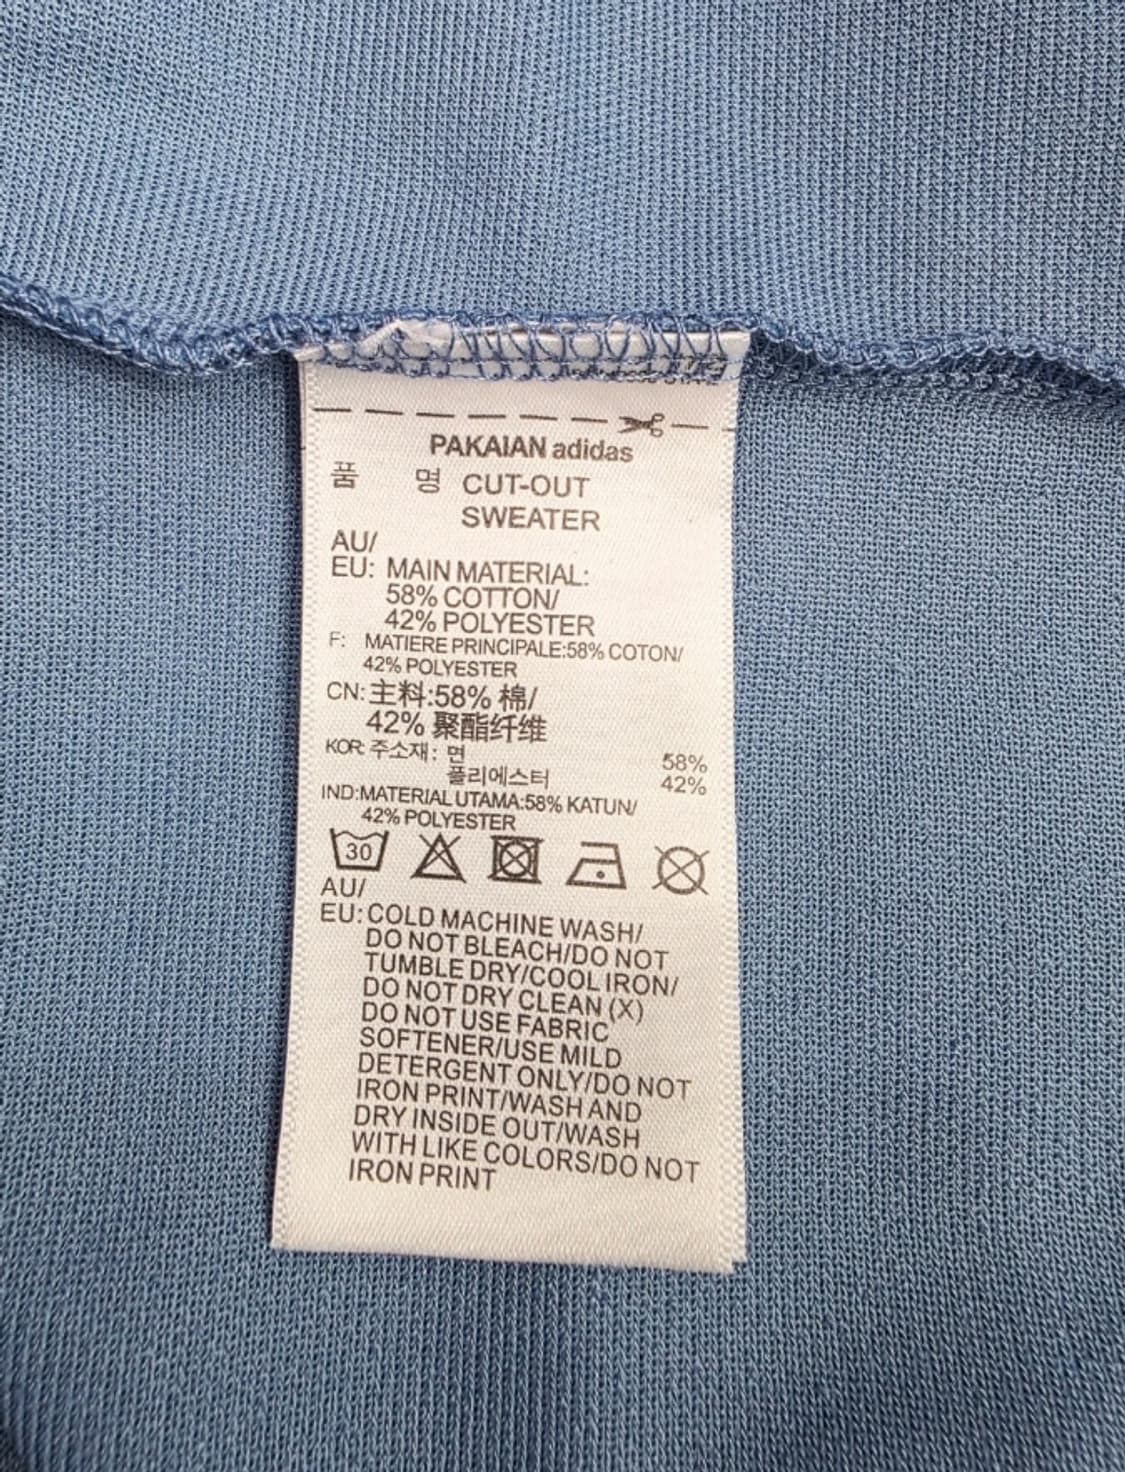 PAKAIAN adidas
품 명 CUT-OUT
SWEATER
AU/
EU: MAIN MATERIAL:
58% COTTON/
42% POLYESTER
F: MATIERE PRINCIPALE:58% COTON/
42% POLYESTER
CN: 主料:58% 棉/
42% 聚酯纤维
KOR: 주소재: 면 58%
폴리에스터 42%
IND:MATERIAL UTAMA:58% KATUN/
42% POLYESTER
30
AU/
EU: COLD MACHINE WASH/
DO NOT BLEACH/DO NOT
TUMBLE DRY/COOL IRON/
DO NOT DRY CLEAN (X)
DO NOT USE FABRIC
SOFTENER/USE MILD
DETERGENT ONLY/DO NOT
IRON PRINT/WASH AND
DRY INSIDE OUT/WASH
WITH LIKE COLORS/DO NOT
IRON PRINT